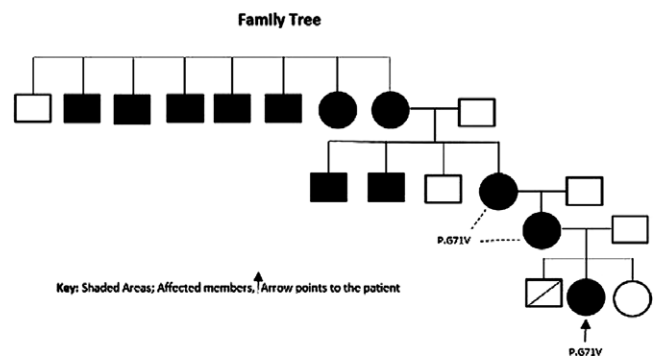 Family Tree
P.G71V
Key: Shaded Areas; Affected members, Arrow points to the patient
P.G71V